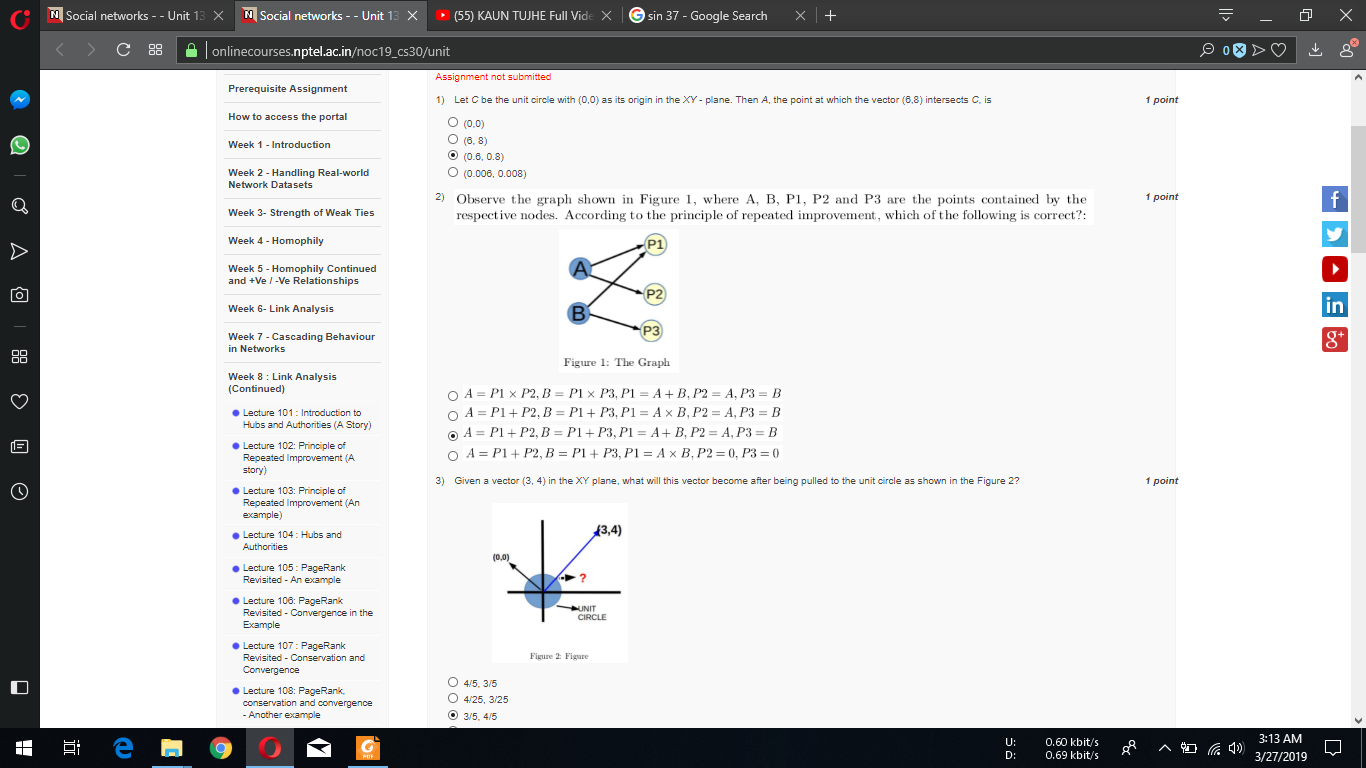 Social networks - - Unit 13
Social networks - - Unit 13
(55) KAUN TUJHE Full Vide
sin 37 - Google Search
onlinecourses.nptel.ac.in/noc19_cs30/unit
0
Prerequisite Assignment
How to access the portal
Week 1 - Introduction
Week 2 - Handling Real-world
Network Datasets
Week 3- Strength of Weak Ties
Week 4 - Homophily
Week 5 - Homophily Continued
and +Ve / -Ve Relationships
Week 6- Link Analysis
Week 7 - Cascading Behaviour
in Networks
Week 8 : Link Analysis
(Continued)
Lecture 101 : Introduction to
Hubs and Authorities (A Story)
Lecture 102: Principle of
Repeated Improvement (A
story)
Lecture 103: Principle of
Repeated Improvement (An
example)
Lecture 104 : Hubs and
Authorities
Lecture 105 : PageRank
Revisited - An example
Lecture 106: PageRank
Revisited - Convergence in the
Example
Lecture 107 : PageRank
Revisited - Conservation and
Convergence
Lecture 108: PageRank,
conservation and convergence
- Another example
Assignment not submitted
1) Let C be the unit circle with (0,0) as its origin in the XY - plane. Then A, the point at which the vector (6,8) intersects C, is
1 point
(0,0)
(6, 8)
(0.6, 0.8)
(0.006, 0.008)
2) Observe the graph shown in Figure 1, where A, B, P1, P2 and P3 are the points contained by the
1 point
respective nodes. According to the principle of repeated improvement, which of the following is correct?:
P1
A
P2
B
P3
Figure 1: The Graph
A = P1 × P2, B = P1 × P3, P1 = A + B, P2 = A, P3 = B
A = P1 + P2, B = P1 + P3, P1 = A × B, P2 = A, P3 = B
A = P1 + P2, B = P1 + P3, P1 = A + B, P2 = A, P3 = B
A = P1 + P2, B = P1 + P3, P1 = A × B, P2 = 0, P3 = 0
3) Given a vector (3, 4) in the XY plane, what will this vector become after being pulled to the unit circle as shown in the Figure 2?
1 point
(3,4)
(0,0)
?
UNIT
CIRCLE
Figure 2: Figure
4/5, 3/5
4/25, 3/25
3/5, 4/5
f
in
g+
U: 0.60 kbit/s
D: 0.69 kbit/s
3:13 AM
3/27/2019